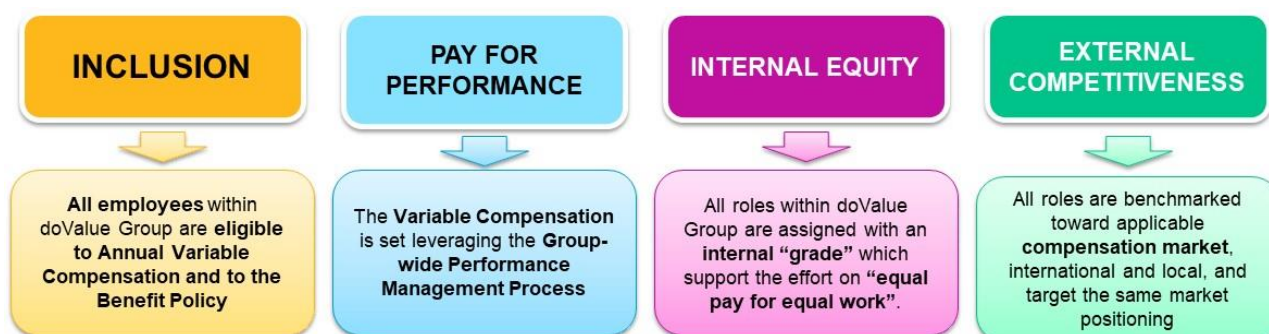 INCLUSION
All employees within
doValue Group are eligible
to Annual Variable
Compensation and to the
Benefit Policy
PAY FOR
PERFORMANCE
The Variable Compensation
is set leveraging the Group-
wide Performance
Management Process
INTERNAL EQUITY
All roles within doValue
Group are assigned with an
internal “grade” which
support the effort on “equal
pay for equal work”.
EXTERNAL
COMPETITIVENESS
All roles are benchmarked
toward applicable
compensation market,
international and local, and
target the same market
positioning